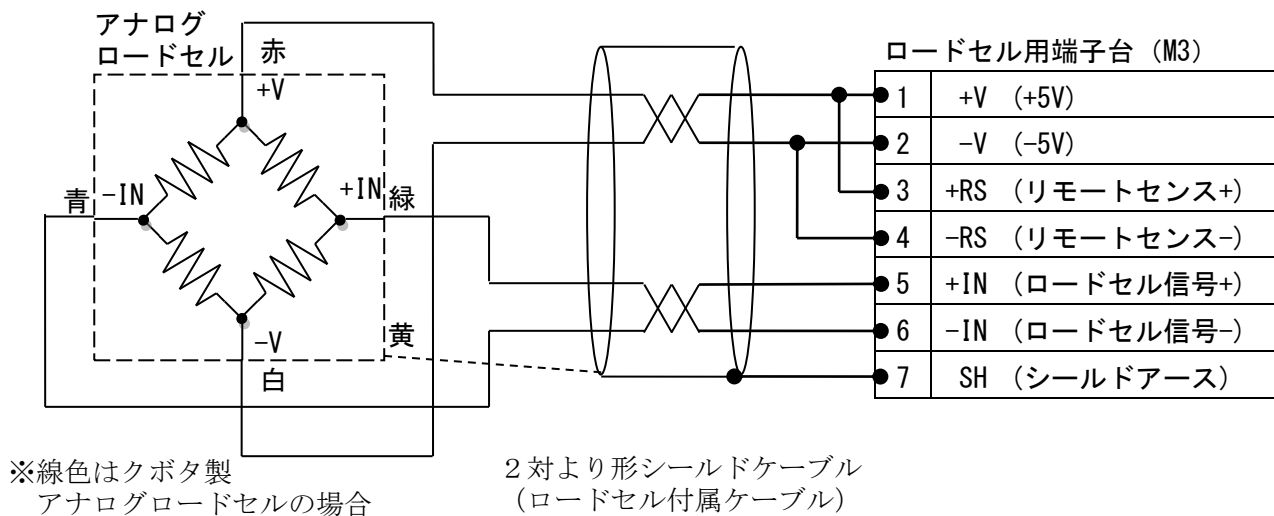 アナログ
ロードセル
赤
+V
青
-IN
+IN
緑
-V
黄
白
※線色はクボタ製
アナログロードセルの場合
2対より形シールドケーブル
(ロードセル付属ケーブル)
ロードセル用端子台 (M3)
1 +V (+5V)
2 -V (-5V)
3 +RS (リモートセンス+)
4 -RS (リモートセンス-)
5 +IN (ロードセル信号+)
6 -IN (ロードセル信号-)
7 SH (シールドアース)